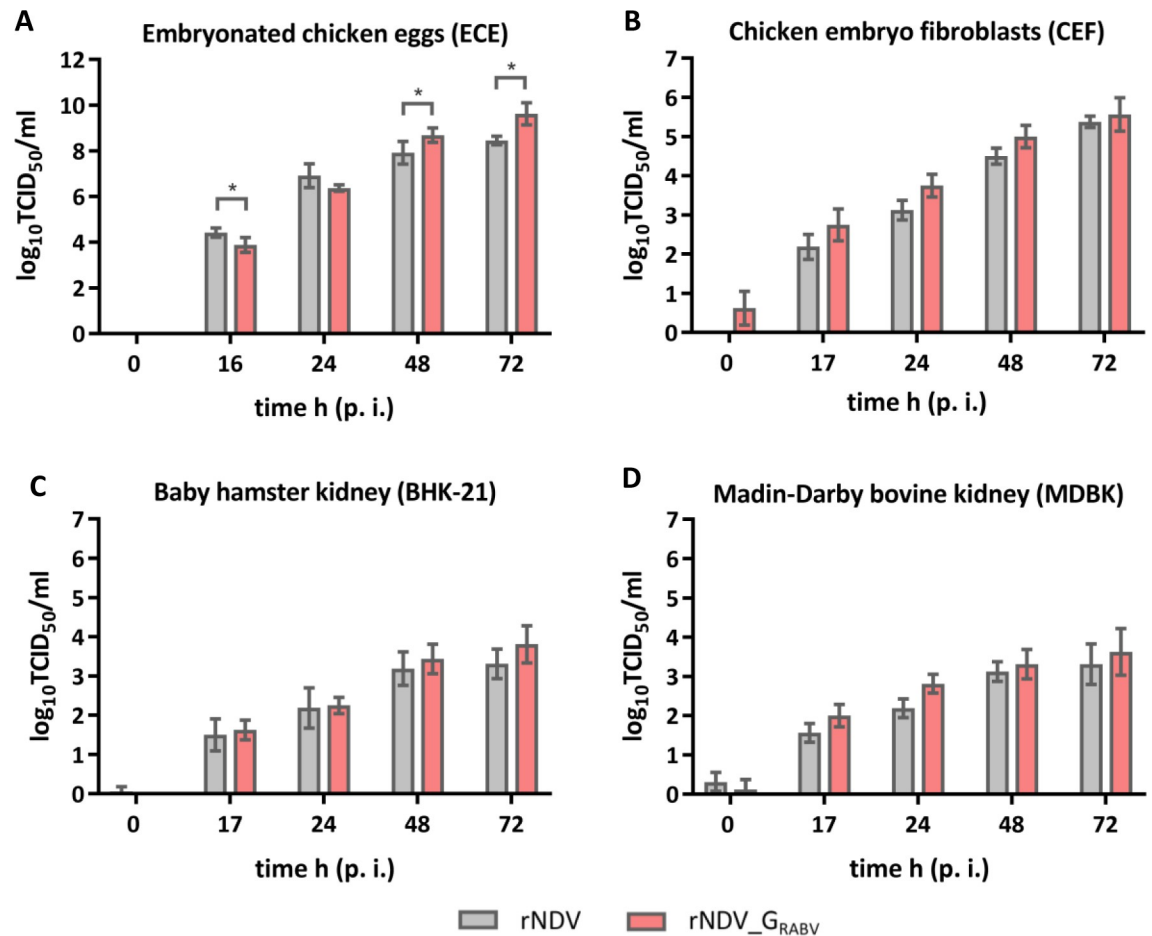 A
Embryonated chicken eggs (ECE)
log₁₀TCID₅₀/ml
12
10
8
6
4
2
0
*
*
*
0 16 24 48 72
time h (p. i.)
B
Chicken embryo fibroblasts (CEF)
log₁₀TCID₅₀/ml
7
6
5
4
3
2
1
0
0 17 24 48 72
time h (p. i.)
C
Baby hamster kidney (BHK-21)
log₁₀TCID₅₀/ml
7
6
5
4
3
2
1
0
0 17 24 48 72
time h (p. i.)
D
Madin-Darby bovine kidney (MDBK)
log₁₀TCID₅₀/ml
7
6
5
4
3
2
1
0
0 17 24 48 72
time h (p. i.)
rNDV rNDV_G_RABV